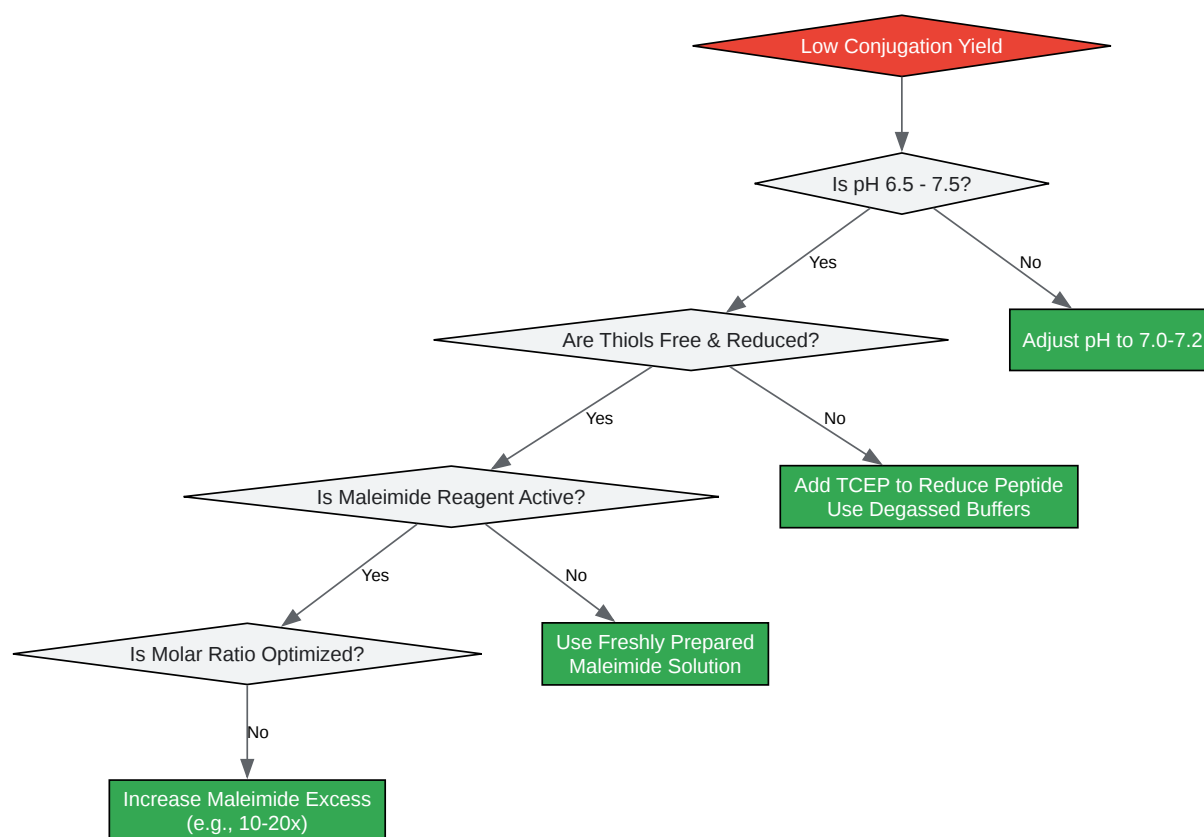 Low Conjugation Yield
Is pH 6.5 - 7.5?
Yes
No
Are Thiols Free & Reduced?
Adjust pH to 7.0-7.2
Yes
No
Is Maleimide Reagent Active?
Add TCEP to Reduce Peptide
Use Degassed Buffers
Yes
No
Is Molar Ratio Optimized?
Use Freshly Prepared
Maleimide Solution
No
Increase Maleimide Excess
(e.g., 10-20x)